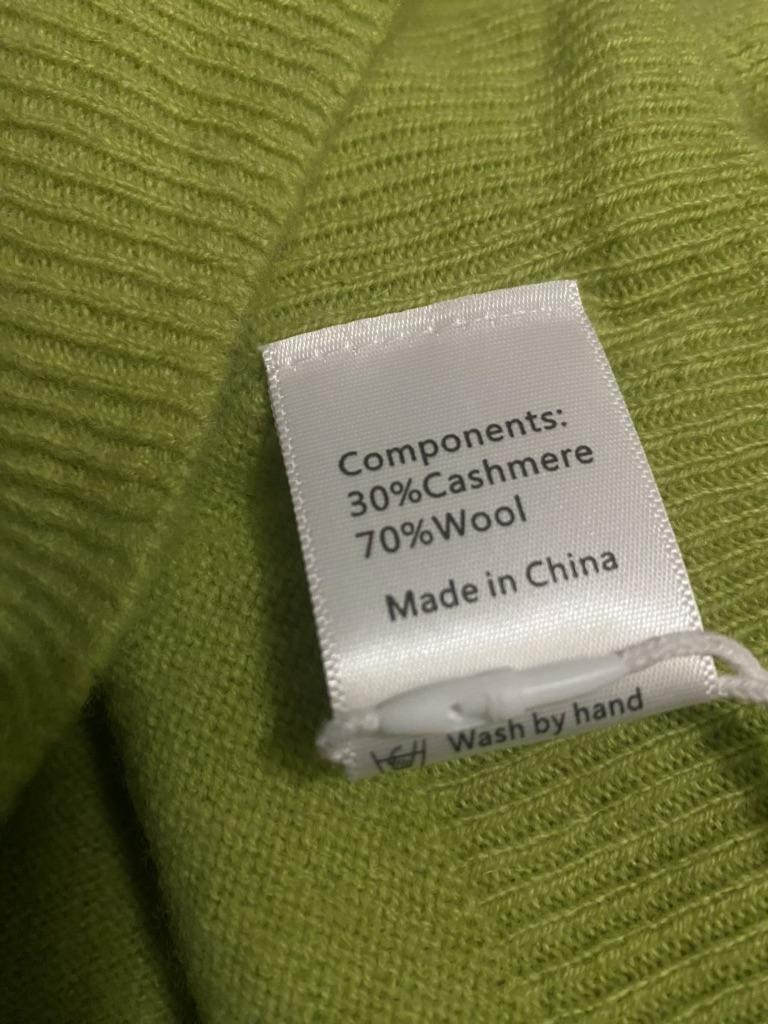 Components:
30%Cashmere
70%Wool
Made in China
Wash by hand